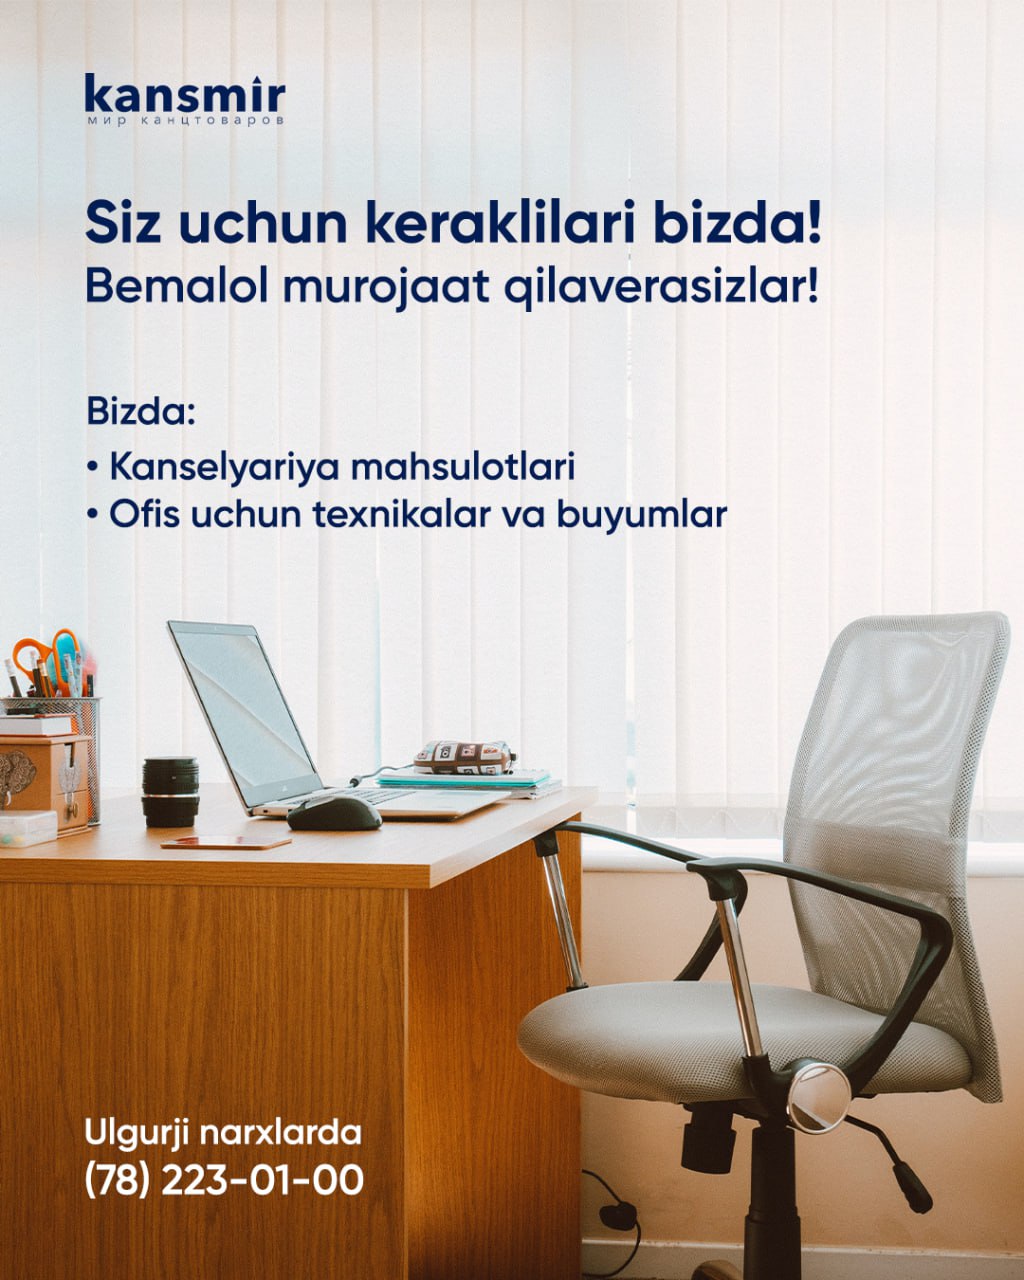 kansmir
мир канцтоваров
Siz uchun keraklilari bizda!
Bemalol murojaat qilaverasizlar!
Bizda:
• Kanselyariya mahsulotlari
• Ofis uchun texnikalar va buyumlar
Ulgurji narxlarda
(78) 223-01-00